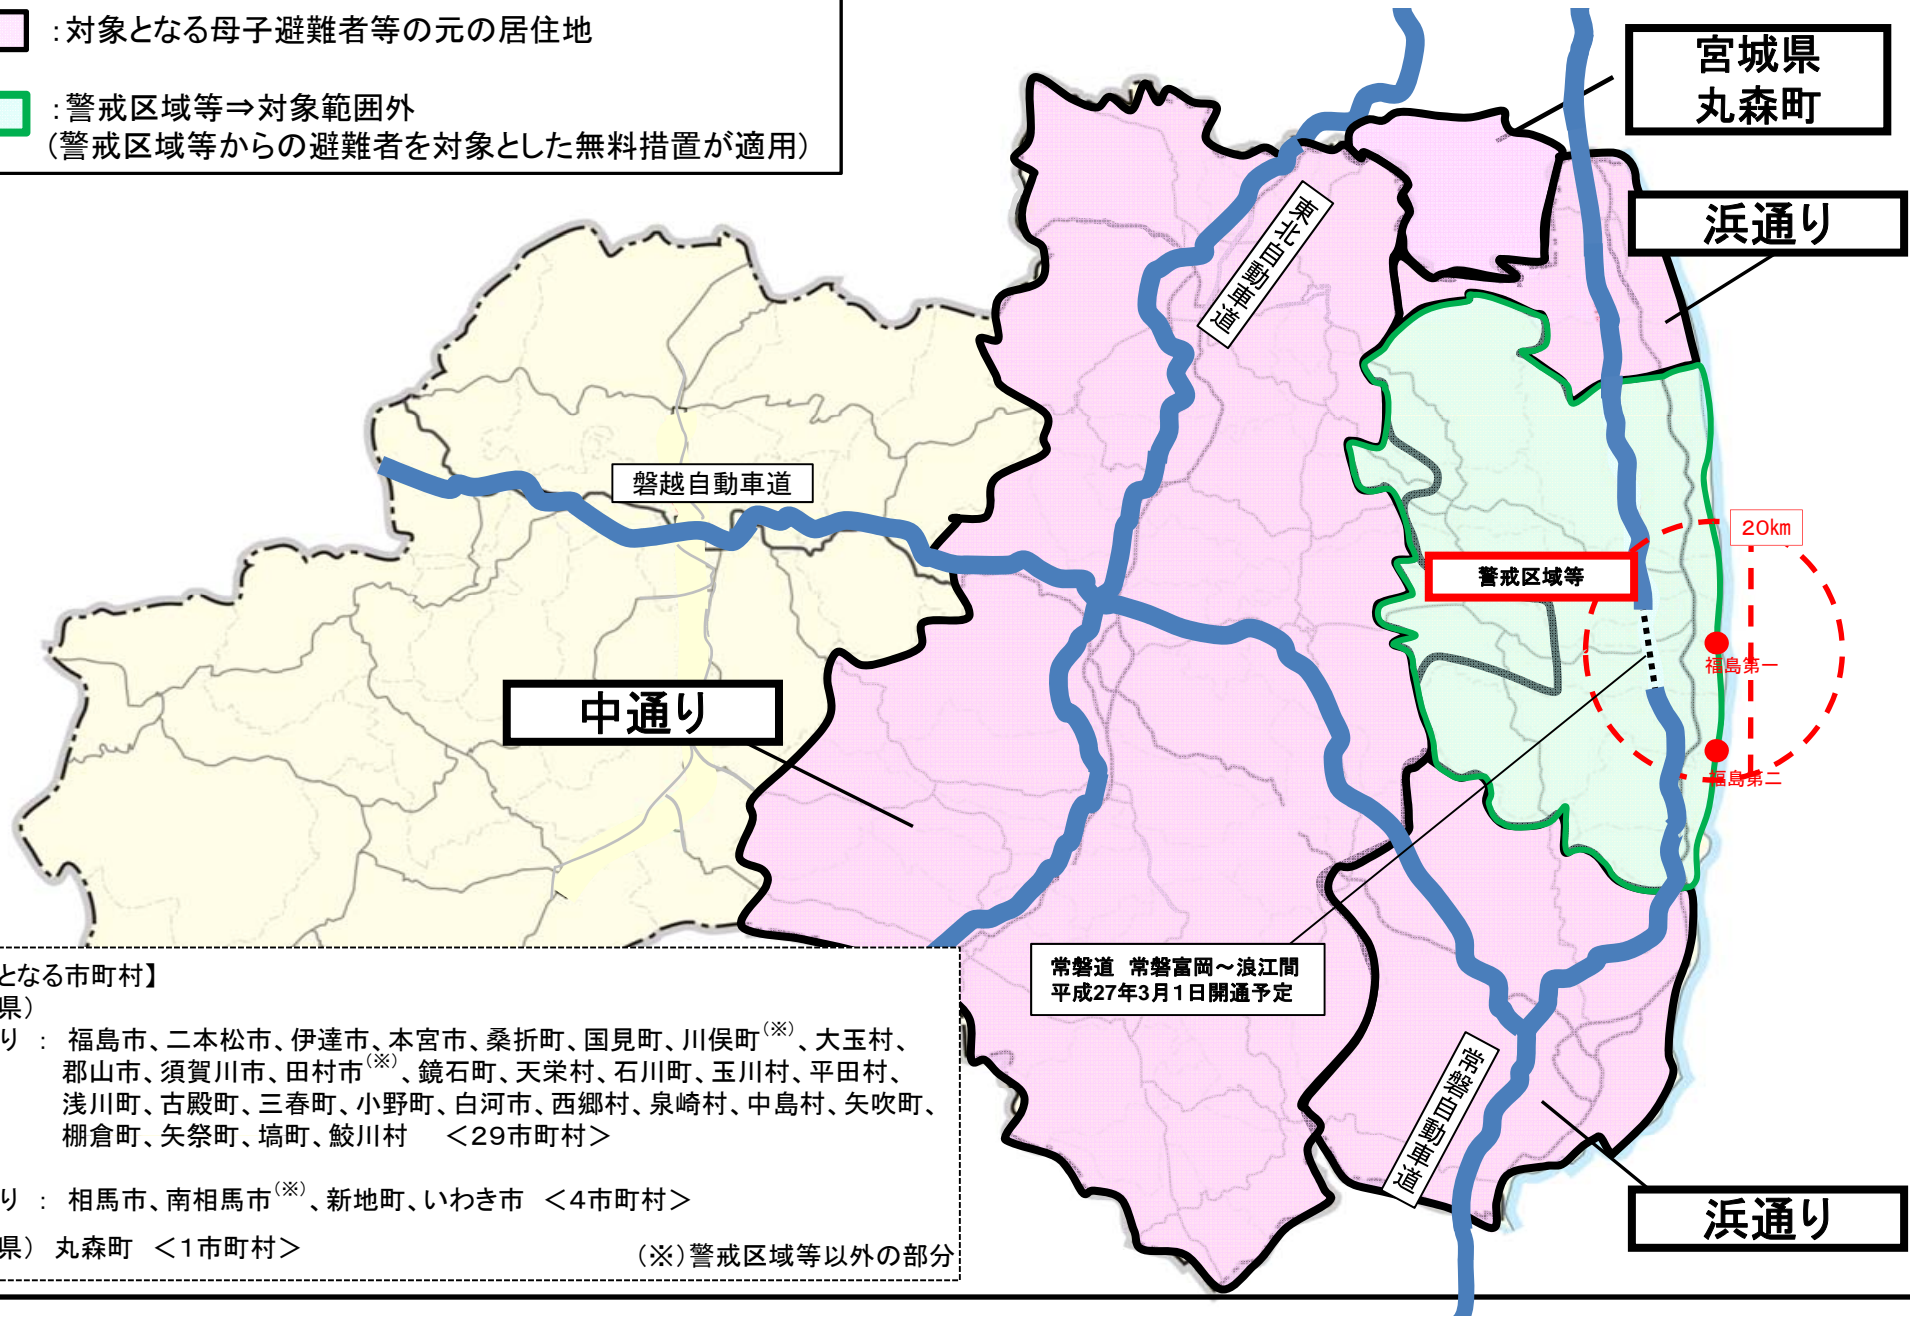 ：対象となる母子避難者等の元の居住地
：警戒区域等⇒対象範囲外
（警戒区域等からの避難者を対象とした無料措置が適用）
宮城県
丸森町
浜通り
東北自動車道
磐越自動車道
20km
警戒区域等
福島第一
福島第二
中通り
常磐道 常磐富岡～浪江間
平成27年3月1日開通予定
常磐自動車道
浜通り
となる市町村】
県）
り ： 福島市、二本松市、伊達市、本宮市、桑折町、国見町、川俣町（※）、大玉村、
郡山市、須賀川市、田村市（※）、鏡石町、天栄村、石川町、玉川村、平田村、
浅川町、古殿町、三春町、小野町、白河市、西郷村、泉崎村、中島村、矢吹町、
棚倉町、矢祭町、塙町、鮫川村 ＜29市町村＞
り ： 相馬市、南相馬市（※）、新地町、いわき市 ＜4市町村＞
県） 丸森町 ＜1市町村＞
（※）警戒区域等以外の部分